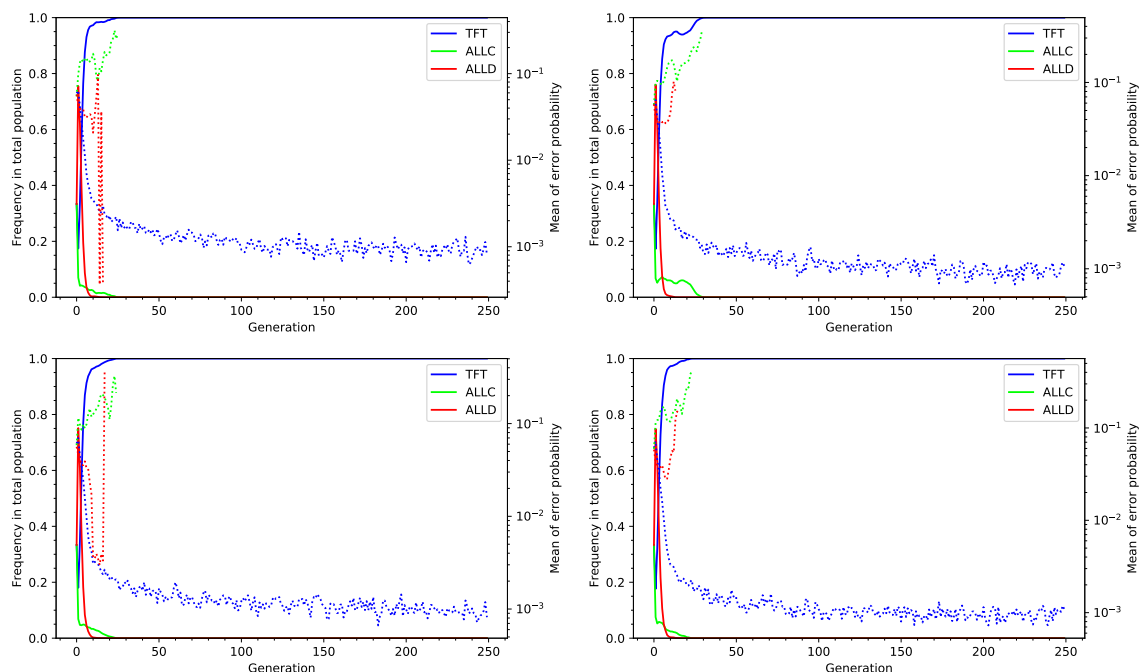 1.0
0.8
0.6
0.4
0.2
0.0
Frequency in total population
0 50 100 150 200 250
Generation
10⁻¹
10⁻²
10⁻³
Mean of error probability
TFT
ALLC
ALLD
1.0
0.8
0.6
0.4
0.2
0.0
Frequency in total population
0 50 100 150 200 250
Generation
10⁻¹
10⁻²
10⁻³
Mean of error probability
TFT
ALLC
ALLD
1.0
0.8
0.6
0.4
0.2
0.0
Frequency in total population
0 50 100 150 200 250
Generation
10⁻¹
10⁻²
10⁻³
Mean of error probability
TFT
ALLC
ALLD
1.0
0.8
0.6
0.4
0.2
0.0
Frequency in total population
0 50 100 150 200 250
Generation
10⁻¹
10⁻²
10⁻³
Mean of error probability
TFT
ALLC
ALLD